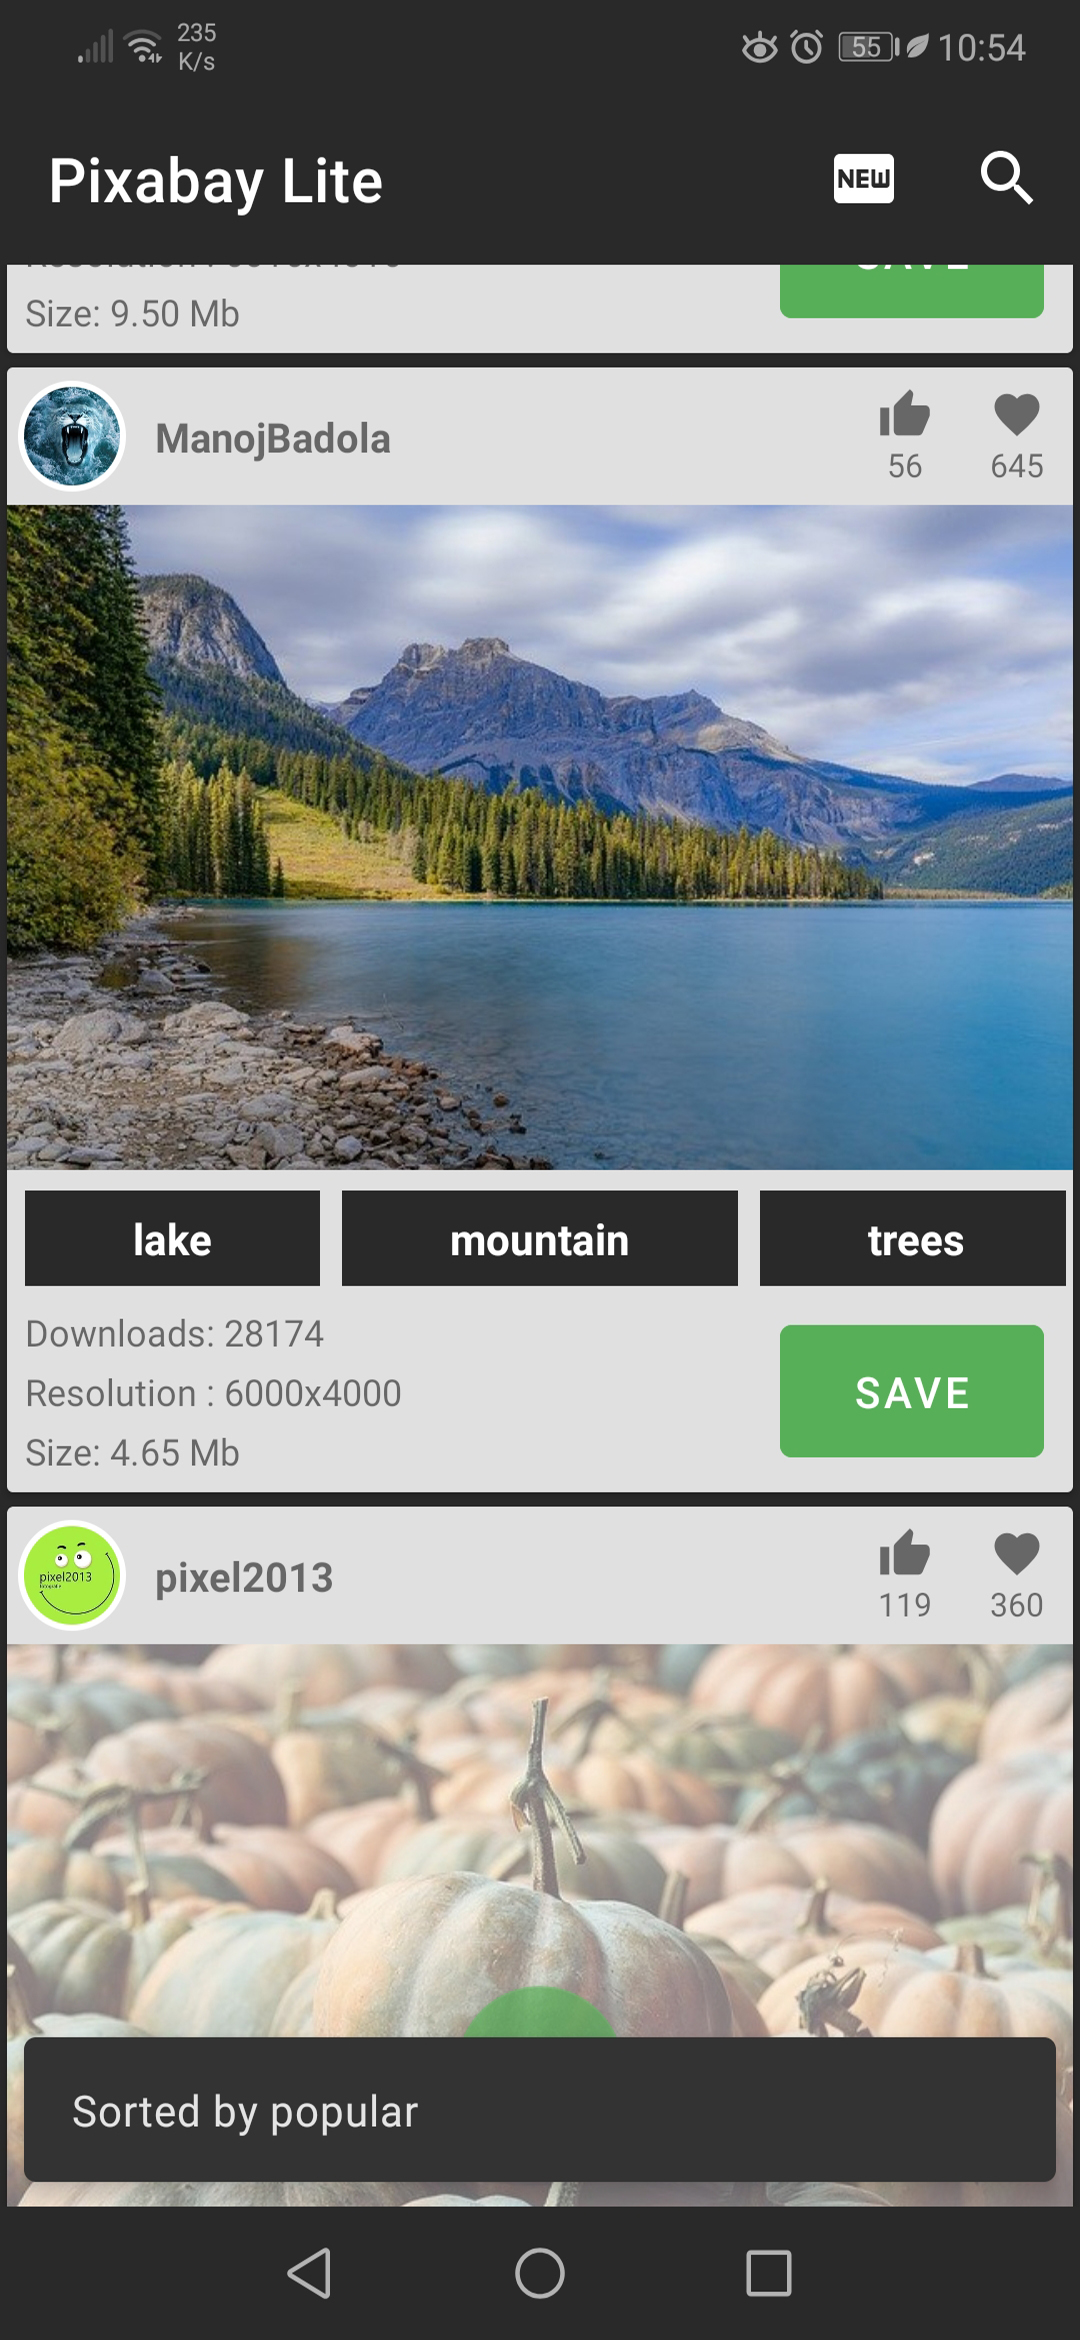 235
K/s
55
10:54
Pixabay Lite
NEW
SAVE
Size: 9.50 Mb
ManojBadola
56
645
lake
mountain
trees
Downloads: 28174
Resolution : 6000x4000
SAVE
Size: 4.65 Mb
pixel2013
pixel2013
119
360
Sorted by popular